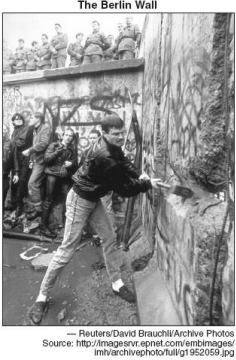 The Berlin Wall
— Reuters/David Brauchli/Archive Photos
Source: http://imagesrvr.epnet.com/embimages/
imh/archivephoto/full/g1952059.jpg